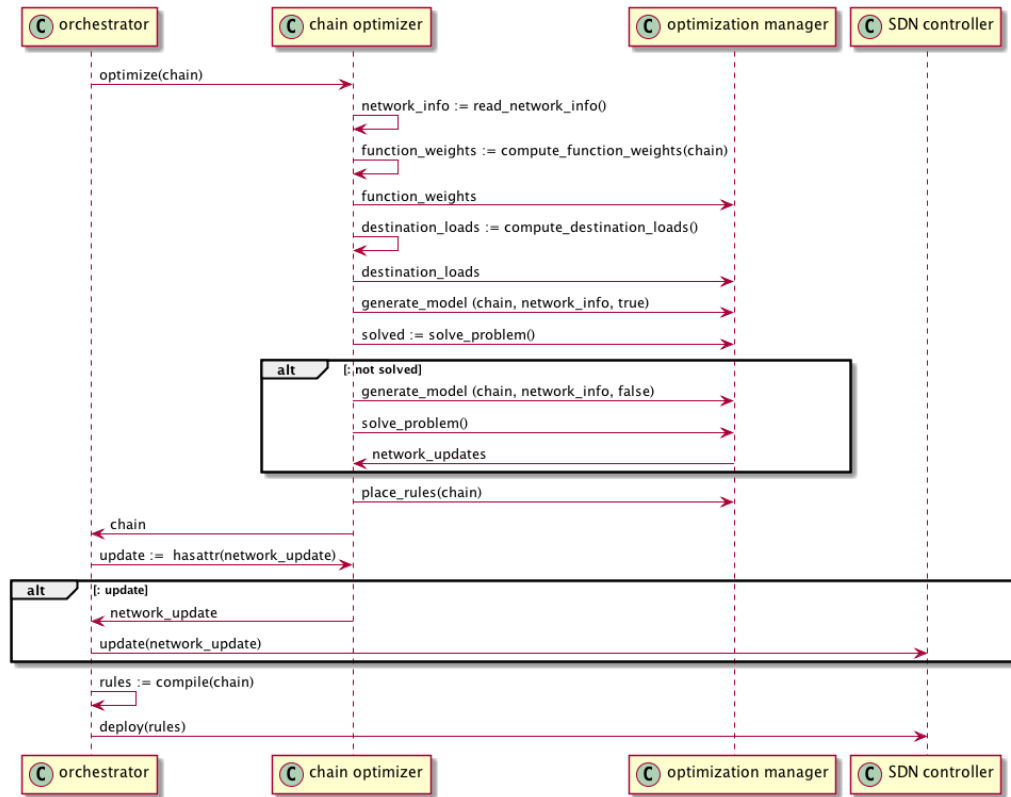 C orchestrator C chain optimizer C optimization manager C SDN controller
optimize(chain)
network_info := read_network_info()
function_weights := compute_function_weights(chain)
function_weights
destination_loads := compute_destination_loads()
destination_loads
generate_model (chain, network_info, true)
solved := solve_problem()
alt [: not solved]
generate_model (chain, network_info, false)
solve_problem()
network_updates
place_rules(chain)
chain
update := hasattr(network_update)
alt [: update]
network_update
update(network_update)
rules := compile(chain)
deploy(rules)
C orchestrator C chain optimizer C optimization manager C SDN controller